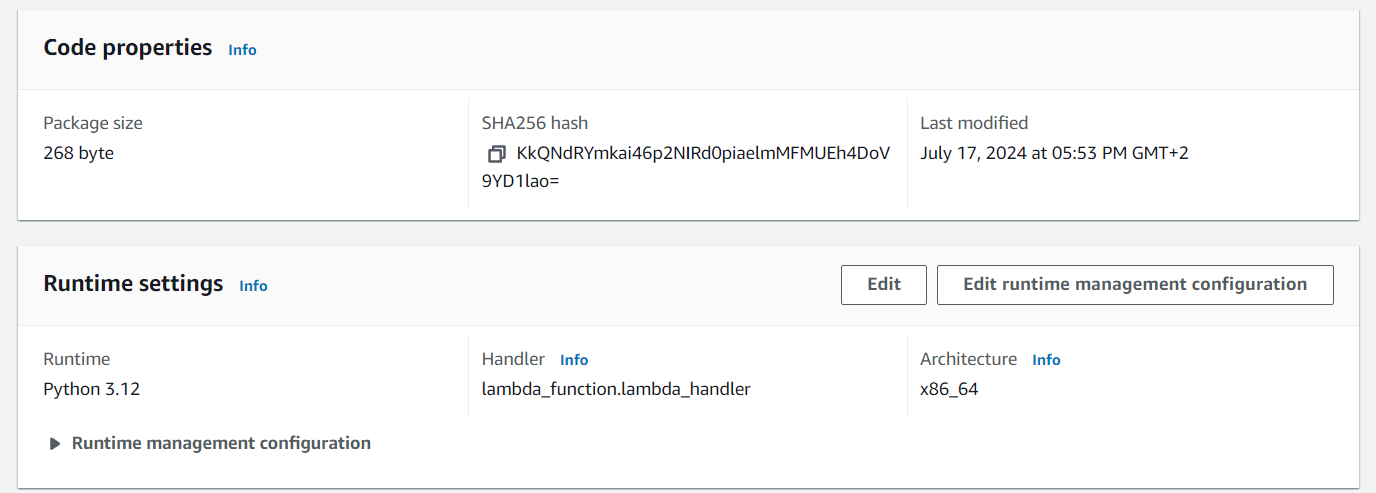 Code properties Info
Package size
268 byte
SHA256 hash
KkQNdRYmkai46p2NIRd0piaelmMFMUEh4DoV
9YD1lao=
Last modified
July 17, 2024 at 05:53 PM GMT+2
Runtime settings Info
Edit
Edit runtime management configuration
Runtime
Python 3.12
Handler Info
lambda_function.lambda_handler
Architecture Info
x86_64
Runtime management configuration